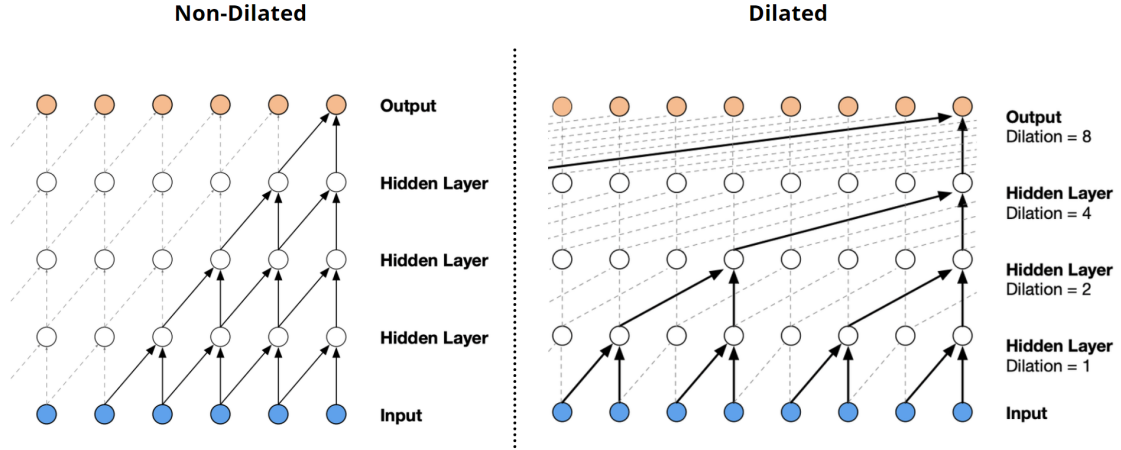 Non-Dilated
Output
Hidden Layer
Hidden Layer
Hidden Layer
Input
Dilated
Output
Dilation = 8
Hidden Layer
Dilation = 4
Hidden Layer
Dilation = 2
Hidden Layer
Dilation = 1
Input